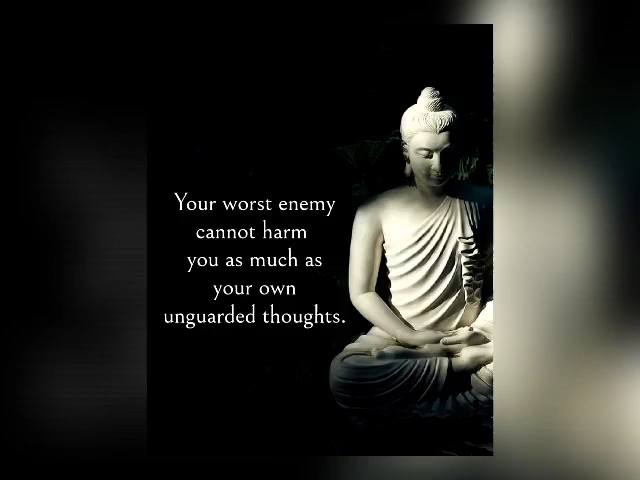 Your worst enemy
cannot harm
you as much as
your own
unguarded thoughts.